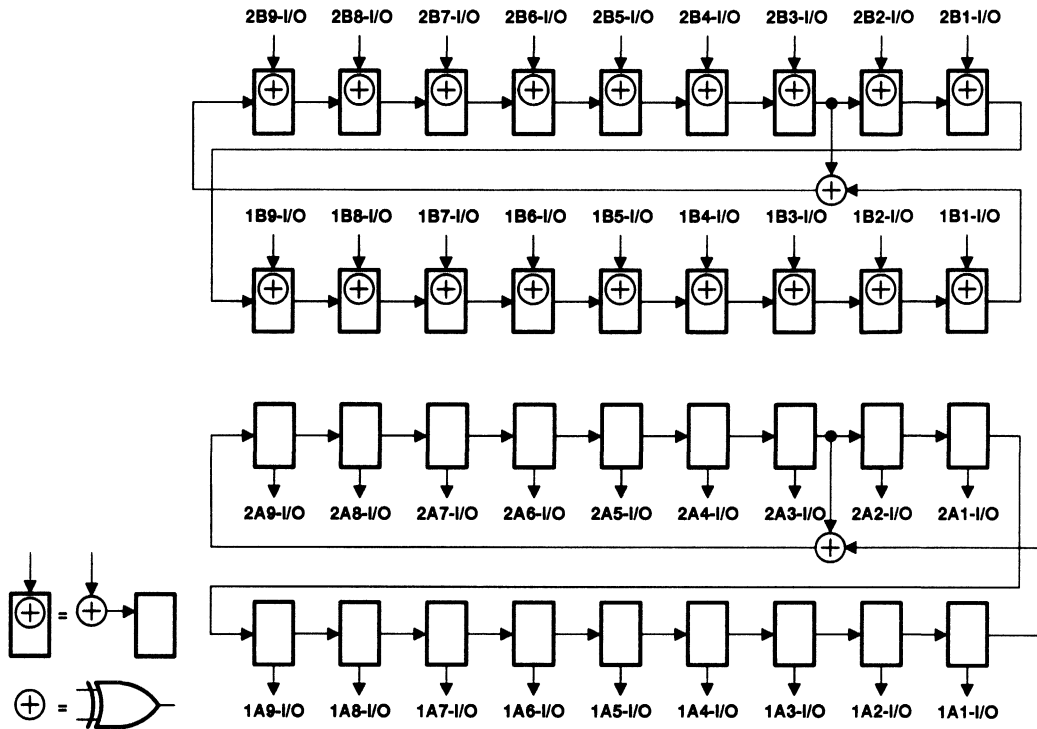 2B9-I/O 2B8-I/O 2B7-I/O 2B6-I/O 2B5-I/O 2B4-I/O 2B3-I/O 2B2-I/O 2B1-I/O
1B9-I/O 1B8-I/O 1B7-I/O 1B6-I/O 1B5-I/O 1B4-I/O 1B3-I/O 1B2-I/O 1B1-I/O
2A9-I/O 2A8-I/O 2A7-I/O 2A6-I/O 2A5-I/O 2A4-I/O 2A3-I/O 2A2-I/O 2A1-I/O
=
=
1A9-I/O 1A8-I/O 1A7-I/O 1A6-I/O 1A5-I/O 1A4-I/O 1A3-I/O 1A2-I/O 1A1-I/O